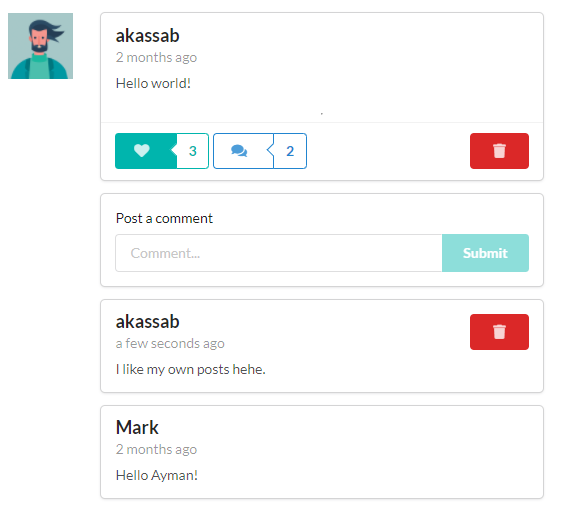 akassab
2 months ago
Hello world!
3
2
Post a comment
Comment...
Submit
akassab
a few seconds ago
I like my own posts hehe.
Mark
2 months ago
Hello Ayman!